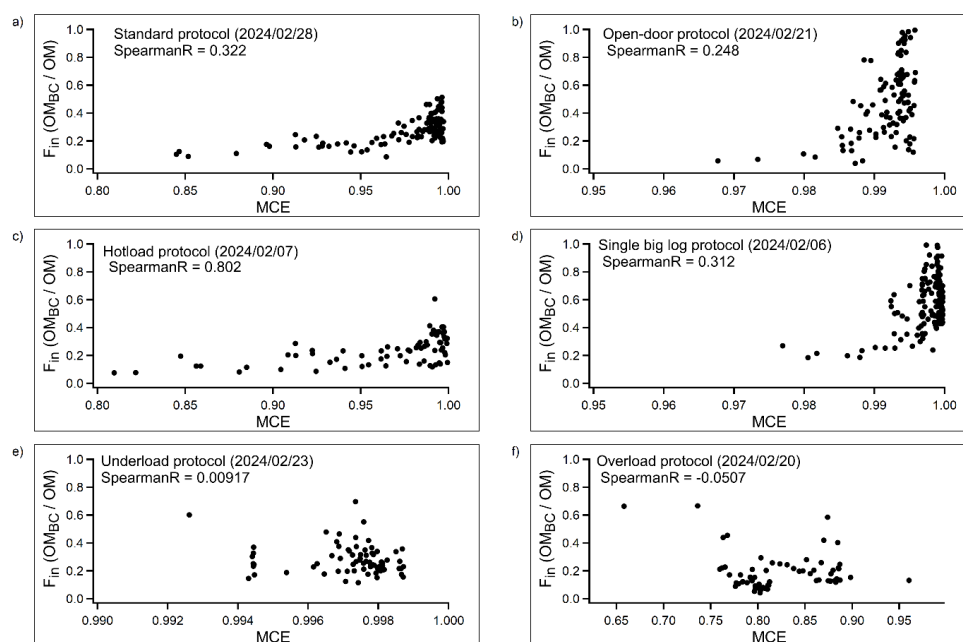 a)
Standard protocol (2024/02/28)
SpearmanR = 0.322
F_in (OM_BC / OM)
1.0
0.8
0.6
0.4
0.2
0.0
0.80 0.85 0.90 0.95 1.00
MCE
b)
Open-door protocol (2024/02/21)
SpearmanR = 0.248
F_in (OM_BC / OM)
1.0
0.8
0.6
0.4
0.2
0.0
0.95 0.96 0.97 0.98 0.99 1.00
MCE
c)
Hotload protocol (2024/02/07)
SpearmanR = 0.802
F_in (OM_BC / OM)
1.0
0.8
0.6
0.4
0.2
0.0
0.80 0.85 0.90 0.95 1.00
MCE
d)
Single big log protocol (2024/02/06)
SpearmanR = 0.312
F_in (OM_BC / OM)
1.0
0.8
0.6
0.4
0.2
0.0
0.95 0.96 0.97 0.98 0.99 1.00
MCE
e)
Underload protocol (2024/02/23)
SpearmanR = 0.00917
F_in (OM_BC / OM)
1.0
0.8
0.6
0.4
0.2
0.0
0.990 0.992 0.994 0.996 0.998 1.000
MCE
f)
Overload protocol (2024/02/20)
SpearmanR = -0.0507
F_in (OM_BC / OM)
1.0
0.8
0.6
0.4
0.2
0.0
0.65 0.70 0.75 0.80 0.85 0.90 0.95
MCE